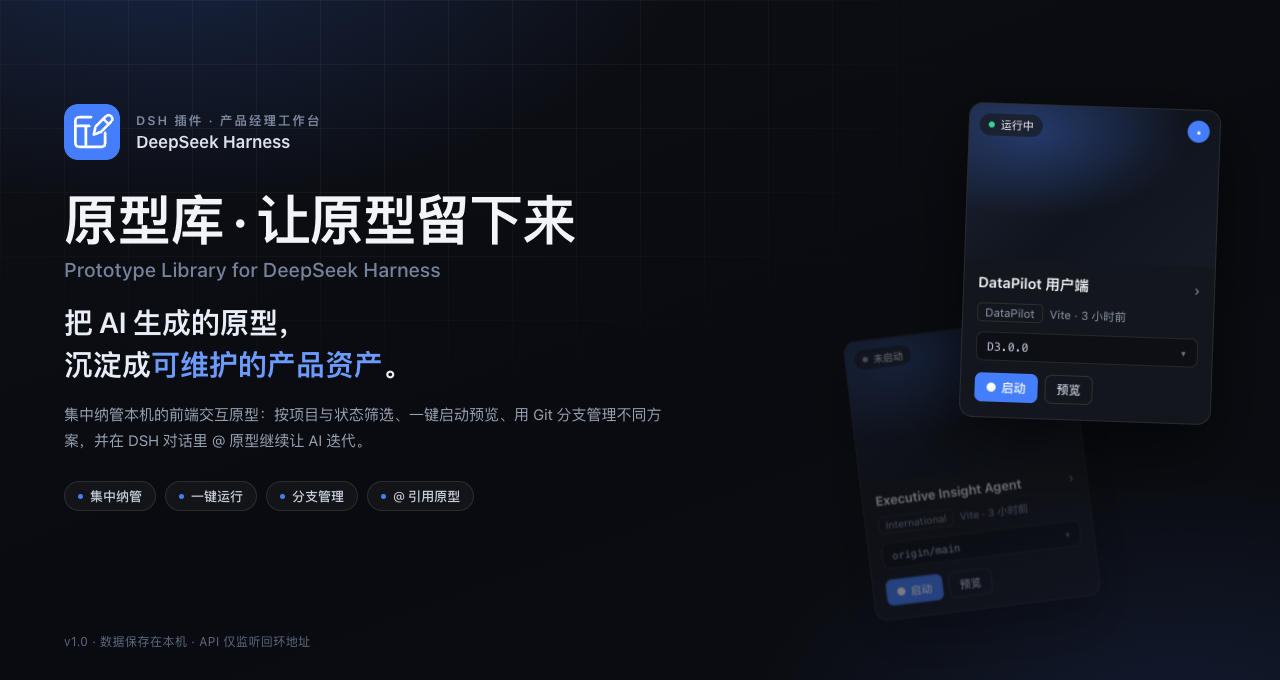 DSH 插件 · 产品经理工作台
DeepSeek Harness
原型库 · 让原型留下来
Prototype Library for DeepSeek Harness
把 AI 生成的原型，
沉淀成可维护的产品资产。
集中纳管本机的前端交互原型：按项目与状态筛选、一键启动预览、用 Git 分支管理不同方
案，并在 DSH 对话里 @ 原型继续让 AI 迭代。
集中纳管
一键运行
分支管理
@ 引用原型
v1.0 · 数据保存在本机 · API 仅监听回环地址
运行中
DataPilot 用户端
DataPilot
Vite · 3 小时前
D3.0.0
启动
预览
未启动
Executive Insight Agent
International
Vite · 3 小时前
origin/main
启动
预览